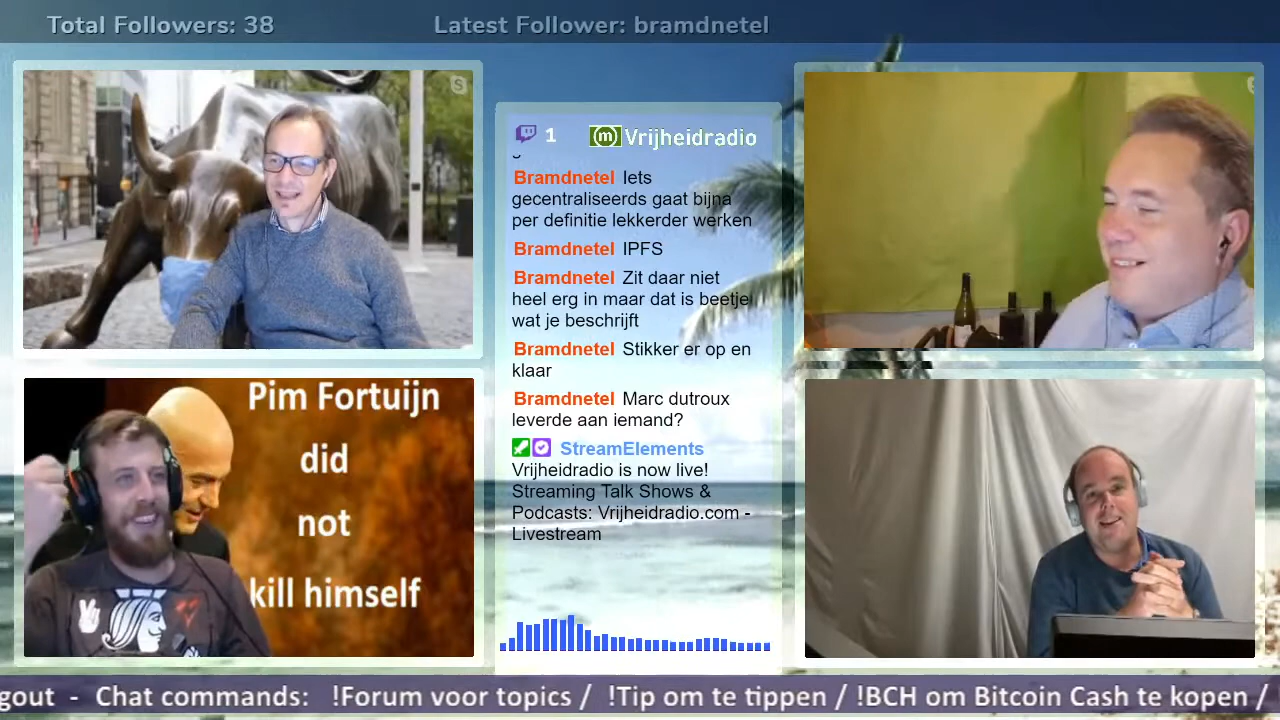 Total Followers: 38
Latest Follower: bramdnetel
1
(m) Vrijheidradio
Bramdnetel Iets
gecentraliseerds gaat bijna
per definitie lekkerder werken
Bramdnetel IPFS
Bramdnetel Zit daar niet
heel erg in maar dat is beetje
wat je beschrijft
Bramdnetel Stikker er op en
klaar
Bramdnetel Marc dutroux
leverde aan iemand?
StreamElements
Vrijheidradio is now live!
Streaming Talk Shows &
Podcasts: Vrijheidradio.com -
Livestream
Pim Fortuijn
did
not
kill himself
gout - Chat commands: !Forum voor topics / !Tip om te tippen / !BCH om Bitcoin Cash te kopen /